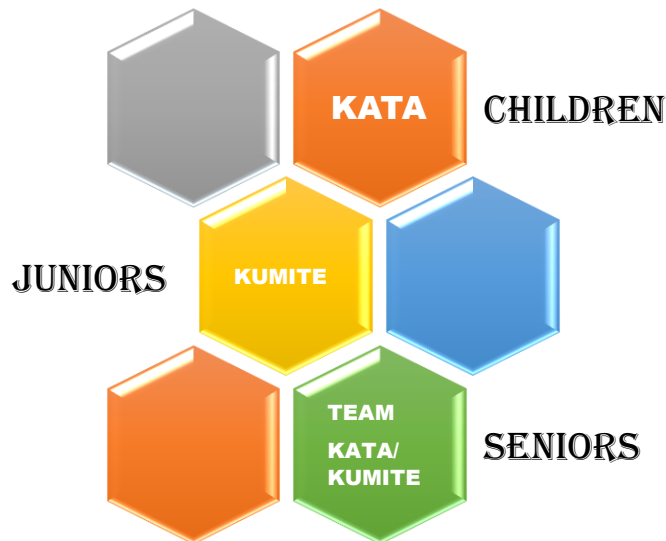 KATA
CHILDREN
JUNIORS
KUMITE
TEAM
KATA/
KUMITE
SENIORS